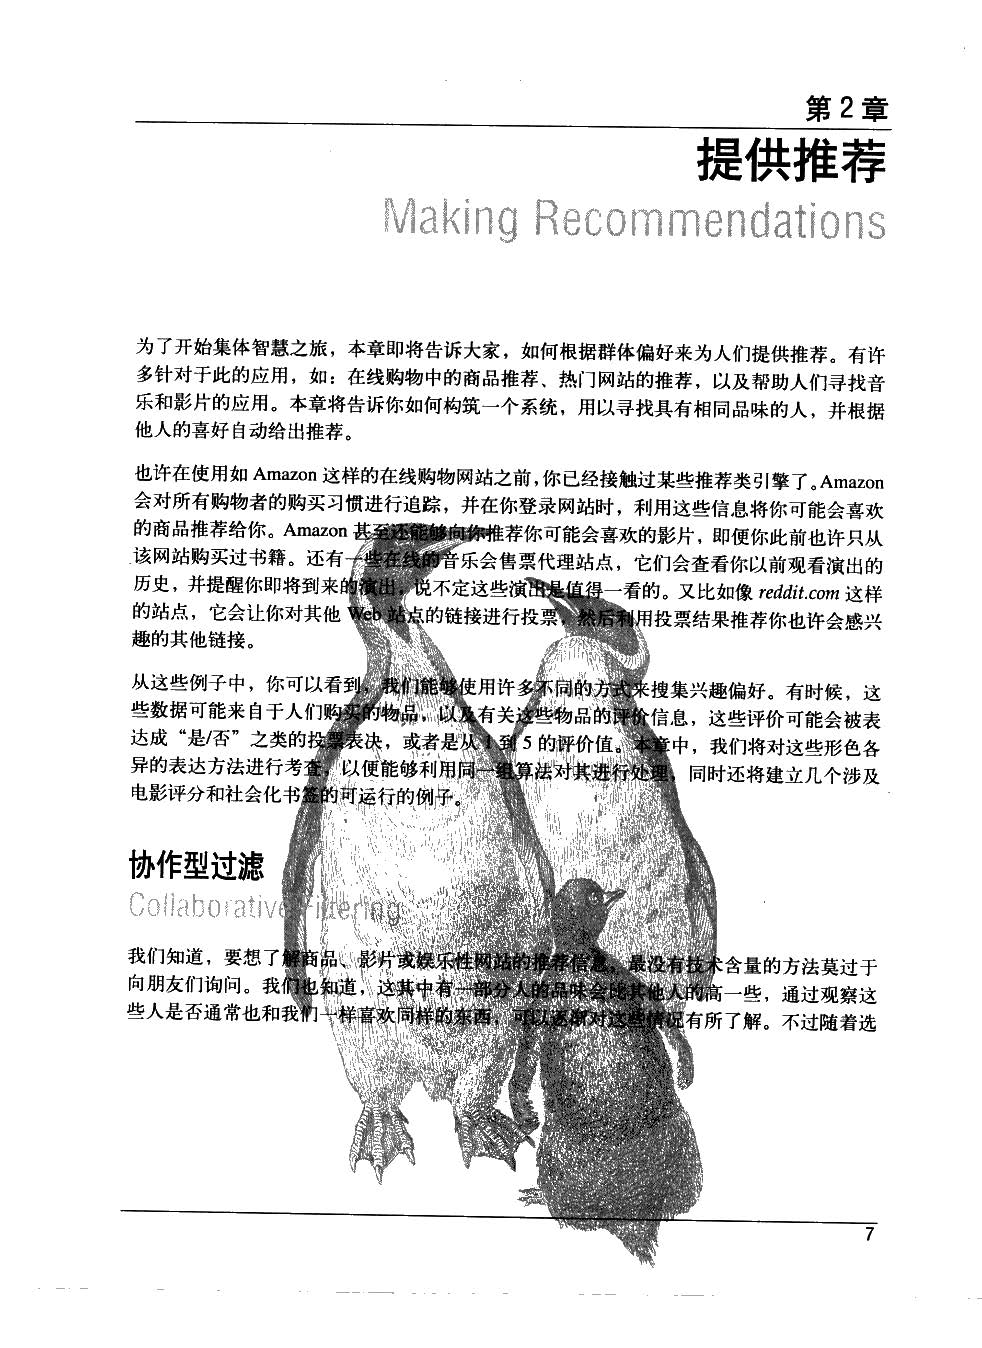 第 2 章
提供推荐
Making Recommendations
为了开始集体智慧之旅，本章即将告诉大家，如何根据群体偏好来为人们提供推荐。有许
多针对于此的应用，如：在线购物中的商品推荐、热门网站的推荐，以及帮助人们寻找音
乐和影片的应用。本章将告诉你如何构筑一个系统，用以寻找具有相同品味的人，并根据
他人的喜好自动给出推荐。
也许在使用如 Amazon 这样的在线购物网站之前，你已经接触过某些推荐类引擎了。Amazon
会对所有购物者的购买习惯进行追踪，并在你登录网站时，利用这些信息将你可能会喜欢
的商品推荐给你。Amazon 甚至还能够向你推荐你可能会喜欢的影片，即便你此前也许只从
该网站购买过书籍。还有一些在线的音乐会售票代理站点，它们会查看你以前观看演出的
历史，并提醒你即将到来的演出，说不定这些演出是值得一看的。又比如像 reddit.com 这样
的站点，它会让你对其他 Web 站点的链接进行投票，然后利用投票结果推荐你也许会感兴
趣的其他链接。
从这些例子中，你可以看到，我们能够使用许多不同的方式来搜集兴趣偏好。有时候，这
些数据可能来自于人们购买的物品，以及有关这些物品的评价信息，这些评价可能会被表
达成“是/否”之类的投票表决，或者是从 1 到 5 的评价值。本章中，我们将对这些形色各
异的表达方法进行考查，以便能够利用同一组算法对其进行处理，同时还将建立几个涉及
电影评分和社会化书签的可运行的例子。
协作型过滤
Collaborative Filtering
我们知道，要想了解商品、影片或娱乐性网站的推荐信息，最没有技术含量的方法莫过于
向朋友们询问。我们也知道，这其中有一部分人的品味会比其他人的高一些，通过观察这
些人是否通常也和我们一样喜欢同样的东西，可以逐渐对这些情况有所了解。不过随着选
7